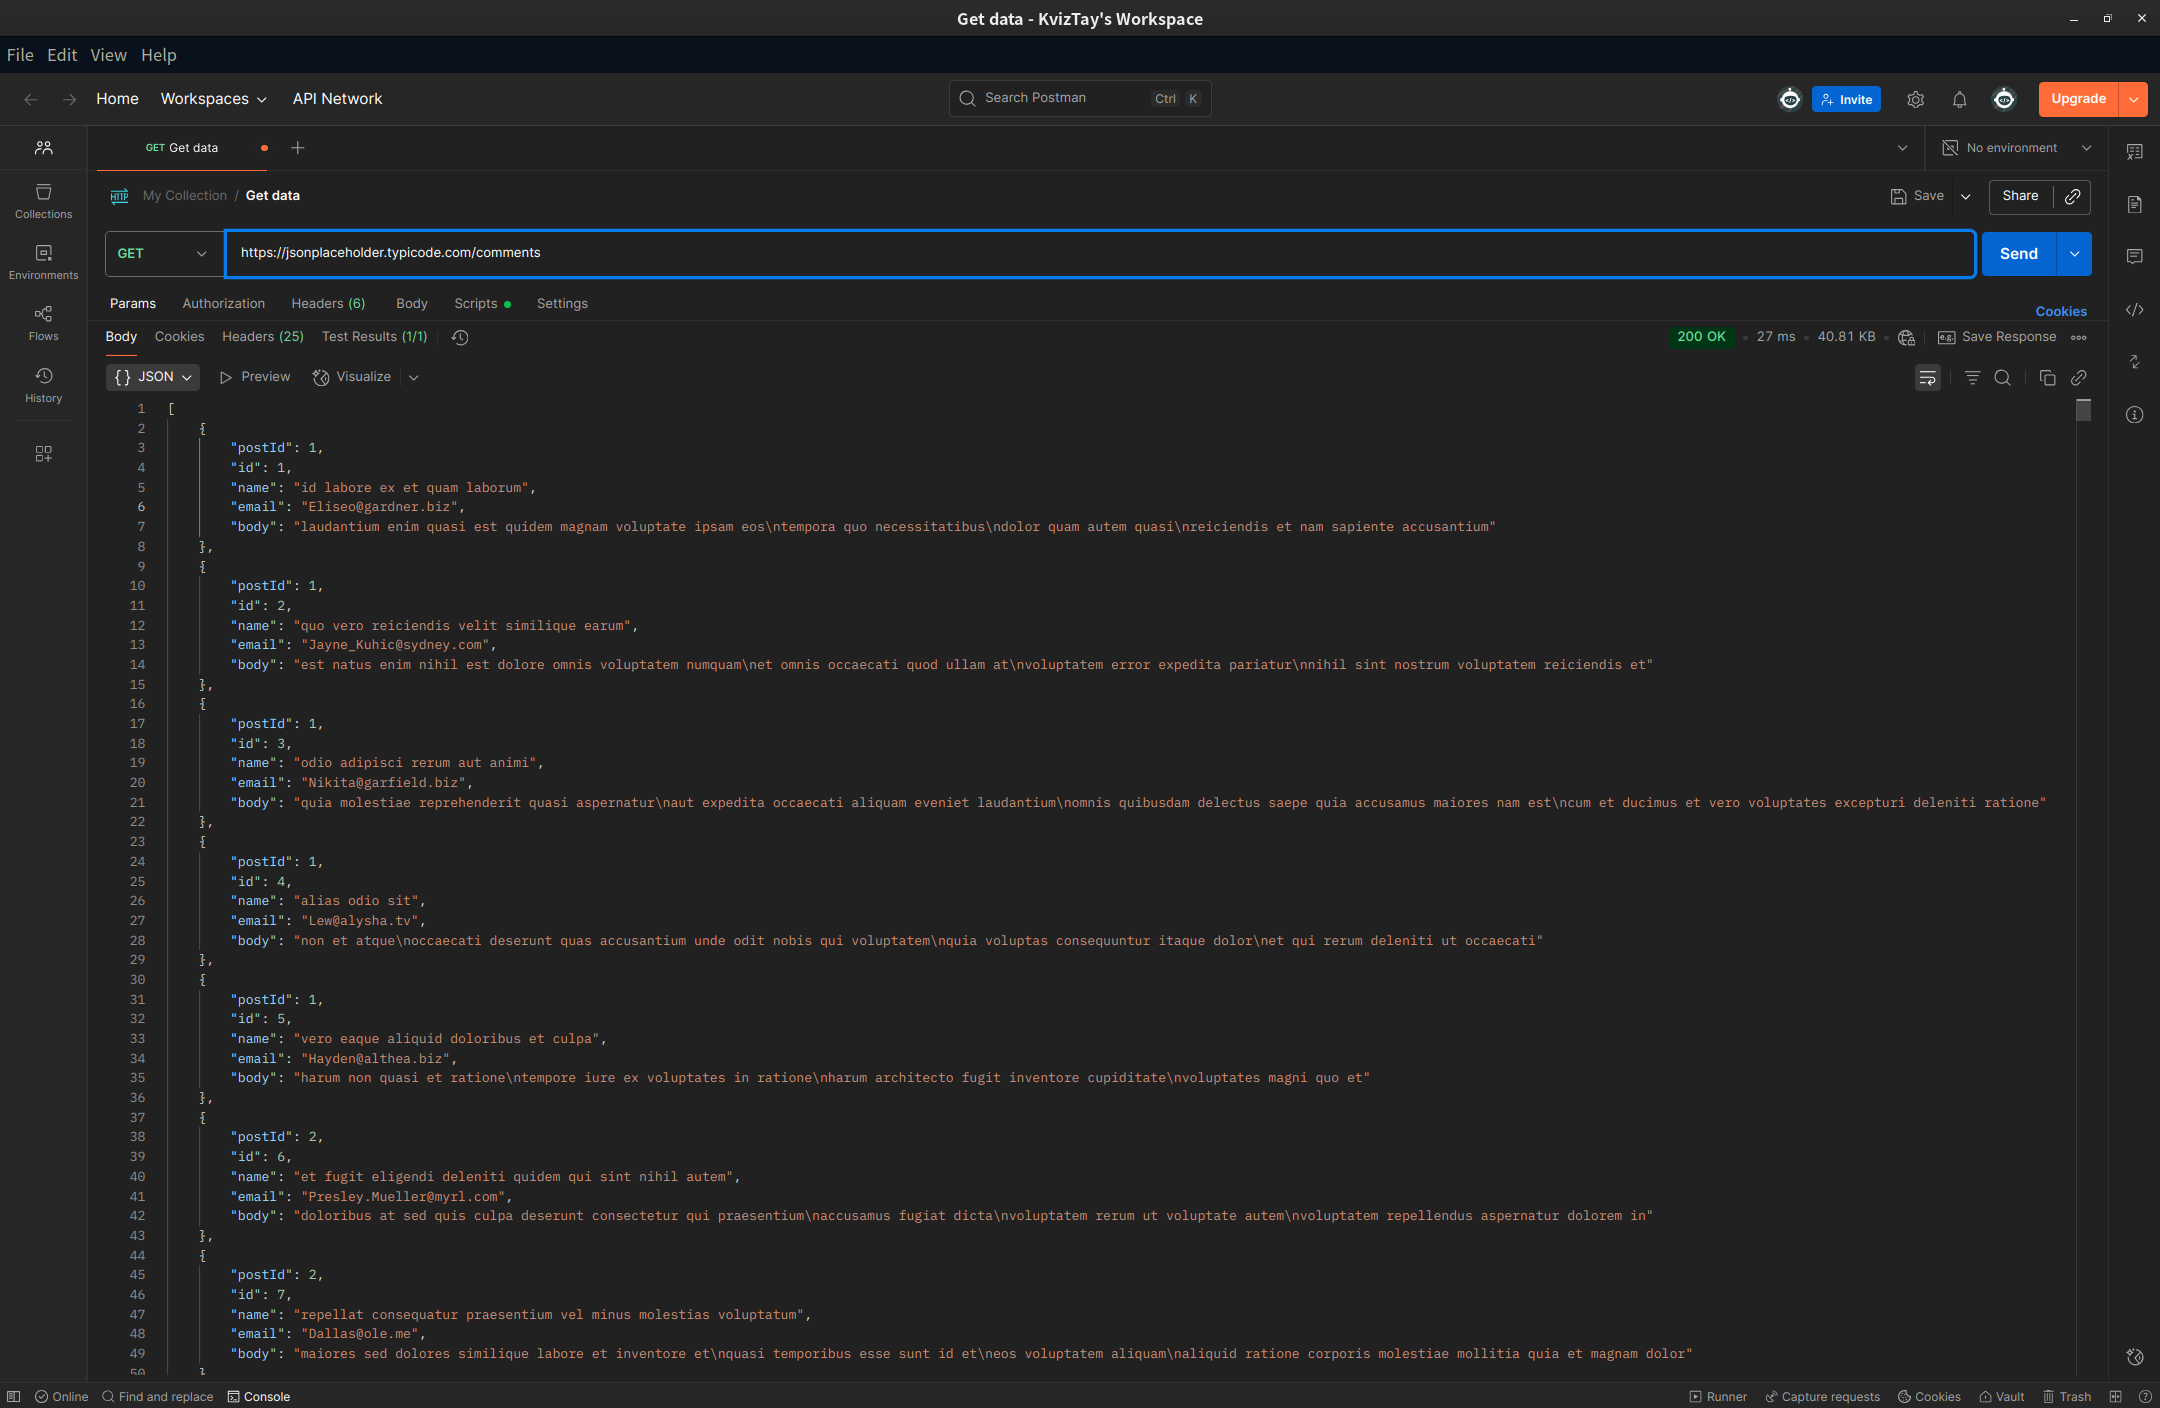 Get data - KvizTay's Workspace
File Edit View Help
Home Workspaces API Network Search Postman Ctrl K Invite Upgrade
GET Get data No environment
My Collection / Get data Save Share
Collections
Environments
Flows
History
GET https://jsonplaceholder.typicode.com/comments Send
Params Authorization Headers (6) Body Scripts Settings Cookies
Body Cookies Headers (25) Test Results (1/1) 200 OK 27 ms 40.81 KB e.g. Save Response
{} JSON Preview Visualize
1 [
2 {
3 "postId": 1,
4 "id": 1,
5 "name": "id labore ex et quam laborum",
6 "email": "Eliseo@gardner.biz",
7 "body": "laudantium enim quasi est quidem magnam voluptate ipsam eos\ntempora quo necessitatibus\ndolor quam autem quasi\nreiciendis et nam sapiente accusantium"
8 },
9 {
10 "postId": 1,
11 "id": 2,
12 "name": "quo vero reiciendis velit similique earum",
13 "email": "Jayne_Kuhic@sydney.com",
14 "body": "est natus enim nihil est dolore omnis voluptatem numquam\net omnis occaecati quod ullam at\nvoluptatem error expedita pariatur\nnihil sint nostrum voluptatem reiciendis et"
15 },
16 {
17 "postId": 1,
18 "id": 3,
19 "name": "odio adipisci rerum aut animi",
20 "email": "Nikita@garfield.biz",
21 "body": "quia molestiae reprehenderit quasi aspernatur\naut expedita occaecati aliquam eveniet laudantium\nomnis quibusdam delectus saepe quia accusamus maiores nam est\ncum et ducimus et vero voluptates excepturi deleniti ratione"
22 },
23 {
24 "postId": 1,
25 "id": 4,
26 "name": "alias odio sit",
27 "email": "Lew@alysha.tv",
28 "body": "non et atque\noccaecati deserunt quas accusantium unde odit nobis qui voluptatem\nquia voluptas consequuntur itaque dolor\net qui rerum deleniti ut occaecati"
29 },
30 {
31 "postId": 1,
32 "id": 5,
33 "name": "vero eaque aliquid doloribus et culpa",
34 "email": "Hayden@althea.biz",
35 "body": "harum non quasi et ratione\ntempore iure ex voluptates in ratione\nharum architecto fugit inventore cupiditate\nvoluptates magni quo et"
36 },
37 {
38 "postId": 2,
39 "id": 6,
40 "name": "et fugit eligendi deleniti quidem qui sint nihil autem",
41 "email": "Presley.Mueller@myrl.com",
42 "body": "doloribus at sed quis culpa deserunt consectetur qui praesentium\naccusamus fugiat dicta\nvoluptatem rerum ut voluptate autem\nvoluptatem repellendus aspernatur dolorem in"
43 },
44 {
45 "postId": 2,
46 "id": 7,
47 "name": "repellat consequatur praesentium vel minus molestias voluptatum",
48 "email": "Dallas@ole.me",
49 "body": "maiores sed dolores similique labore et inventore et\nquasi temporibus esse sunt id et\neos voluptatem aliquam\naliquid ratione corporis molestiae mollitia quia et magnam dolor"
50 }
Online Find and replace Console Runner Capture requests Cookies Vault Trash